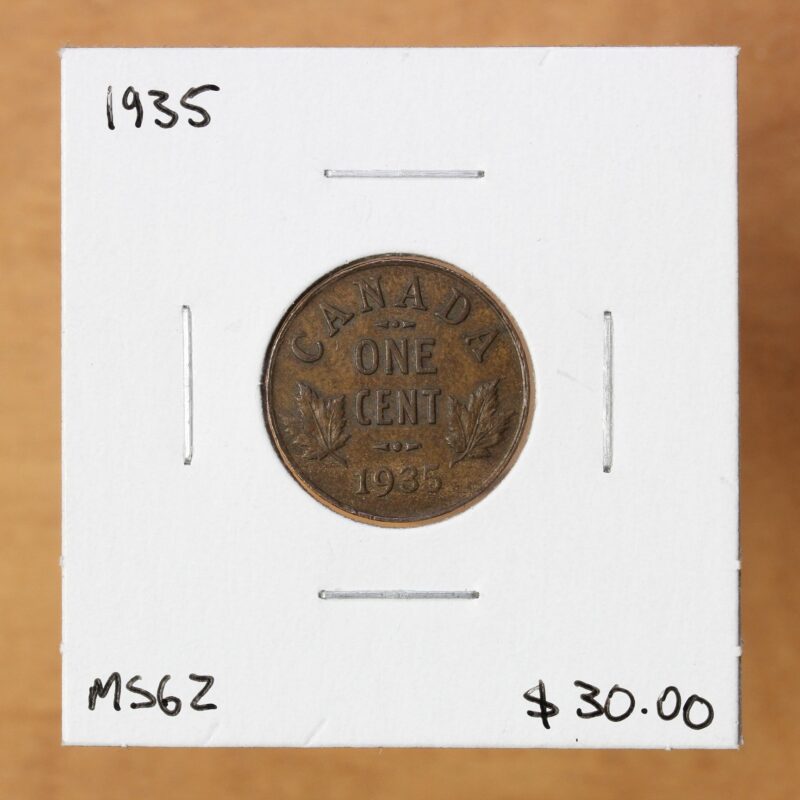 1935
CANADA
ONE
CENT
1935
MS62
$30.00